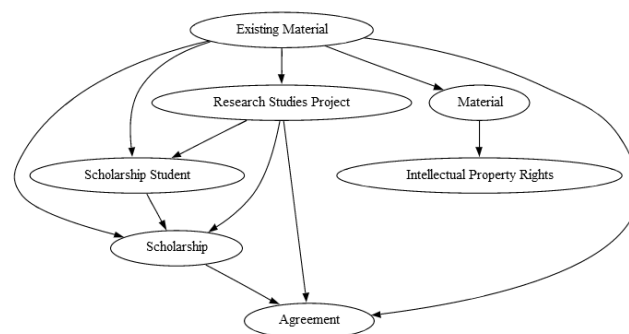 Existing Material
Research Studies Project
Material
Scholarship Student
Intellectual Property Rights
Scholarship
Agreement